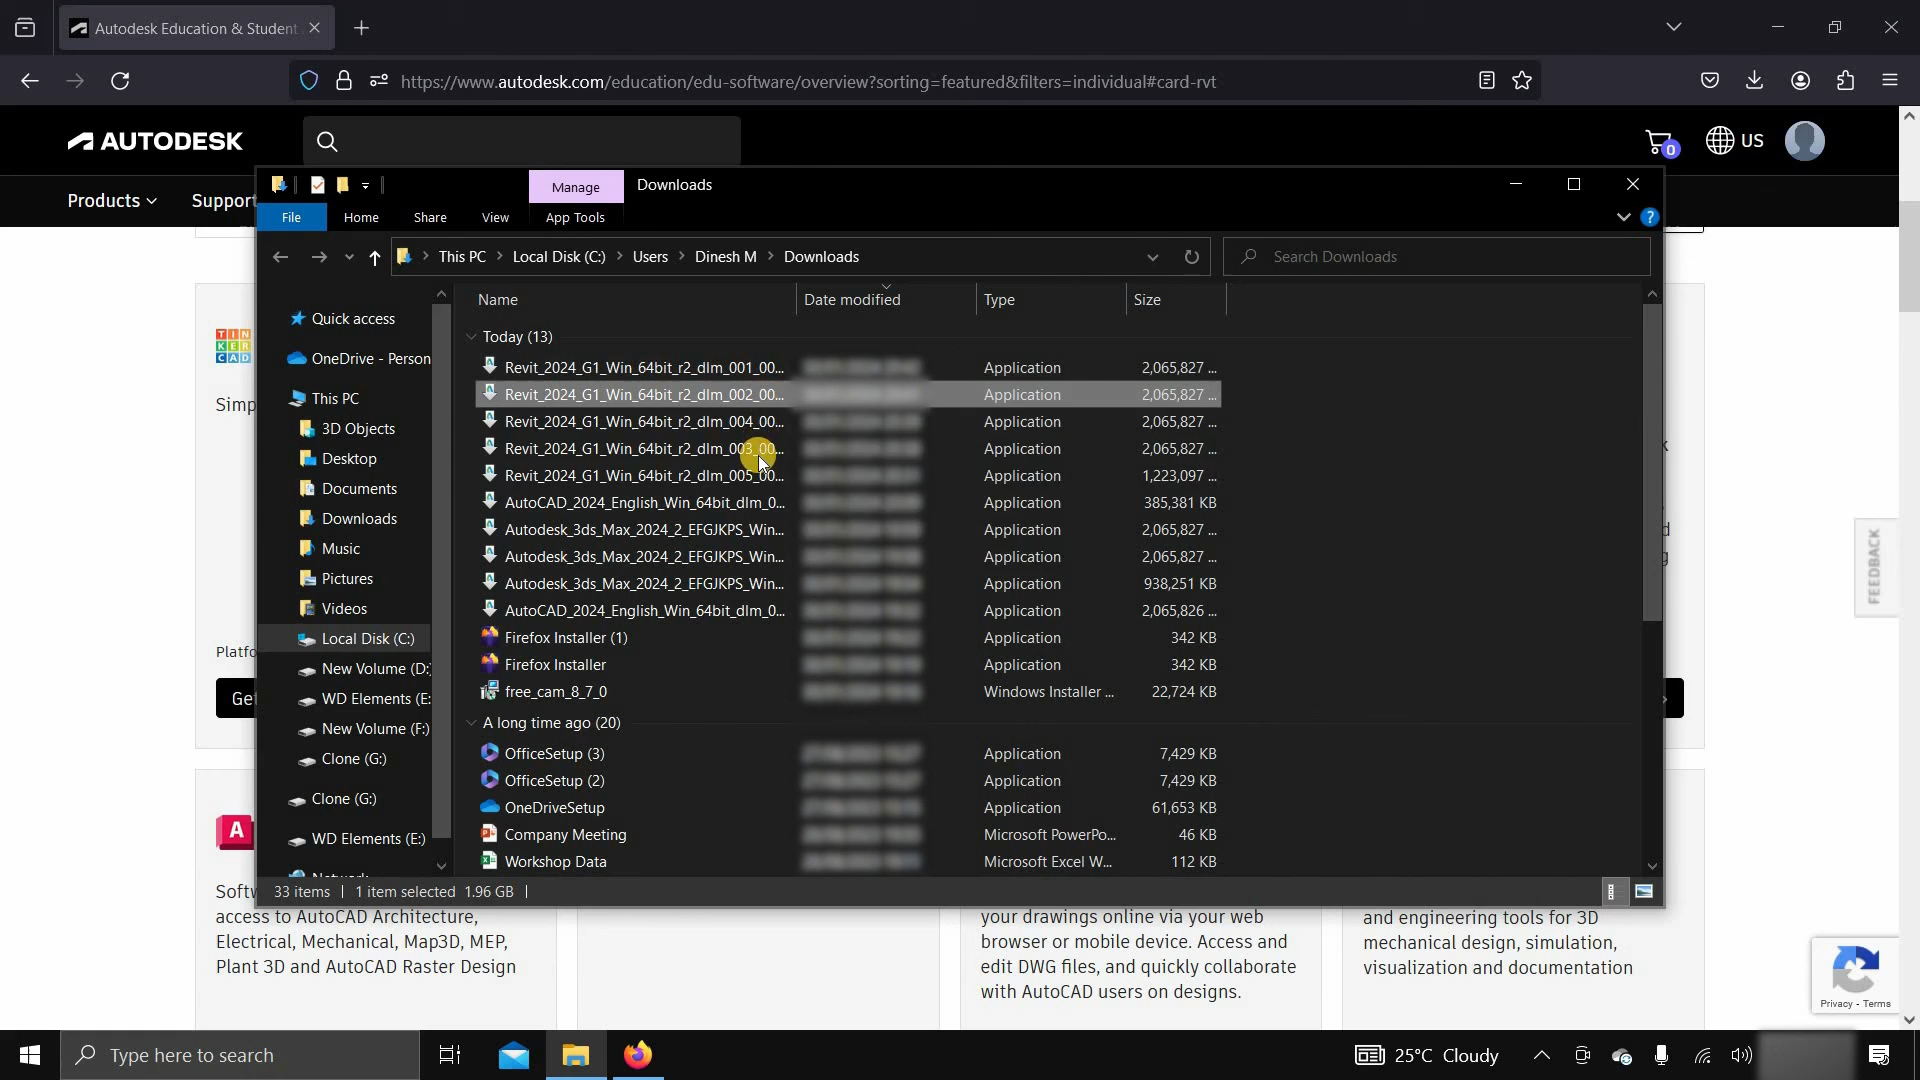 Autodesk Education & Student
https://www.autodesk.com/education/edu-software/overview?sorting=featured&filters=individual#card-rvt
AUTODESK
0
US
Products
Support
Manage
Downloads
File
Home
Share
View
App Tools
?
This PC
Local Disk (C:)
Users
Dinesh M
Downloads
Search Downloads
Name
Date modified
Type
Size
Quick access
OneDrive - Person
This PC
3D Objects
Desktop
Documents
Downloads
Music
Pictures
Videos
Local Disk (C:)
New Volume (D:)
WD Elements (E:
New Volume (F:)
Clone (G:)
Clone (G:)
WD Elements (E:)
Network
Today (13)
Revit_2024_G1_Win_64bit_r2_dlm_001_00... Application 2,065,827 ...
Revit_2024_G1_Win_64bit_r2_dlm_002_00... Application 2,065,827 ...
Revit_2024_G1_Win_64bit_r2_dlm_004_00... Application 2,065,827 ...
Revit_2024_G1_Win_64bit_r2_dlm_003_00... Application 2,065,827 ...
Revit_2024_G1_Win_64bit_r2_dlm_005_00... Application 1,223,097 ...
AutoCAD_2024_English_Win_64bit_dlm_0... Application 385,381 KB
Autodesk_3ds_Max_2024_2_EFGJKPS_Win... Application 2,065,827 ...
Autodesk_3ds_Max_2024_2_EFGJKPS_Win... Application 2,065,827 ...
Autodesk_3ds_Max_2024_2_EFGJKPS_Win... Application 938,251 KB
AutoCAD_2024_English_Win_64bit_dlm_0... Application 2,065,826 ...
Firefox Installer (1) Application 342 KB
Firefox Installer Application 342 KB
free_cam_8_7_0 Windows Installer ... 22,724 KB
A long time ago (20)
OfficeSetup (3) Application 7,429 KB
OfficeSetup (2) Application 7,429 KB
OneDriveSetup Application 61,653 KB
Company Meeting Microsoft PowerPo... 46 KB
Workshop Data Microsoft Excel W... 112 KB
33 items
1 item selected 1.96 GB
TIN
KER
CAD
Simp
Platfo
Get
A
Softw
access to AutoCAD Architecture,
Electrical, Mechanical, Map3D, MEP,
Plant 3D and AutoCAD Raster Design
your drawings online via your web
browser or mobile device. Access and
edit DWG files, and quickly collaborate
with AutoCAD users on designs.
and engineering tools for 3D
mechanical design, simulation,
visualization and documentation
FEEDBACK
Privacy - Terms
Type here to search
25°C Cloudy